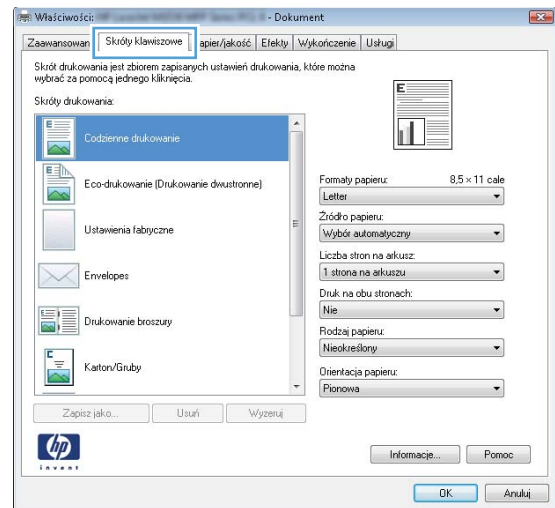 Właściwości: - Dokument
Zaawansowan Skróty klawiszowe apier/jakość Efekty Wykończenie Usługi
Skrót drukowania jest zbiorem zapisanych ustawień drukowania, które można
wybrać za pomocą jednego kliknięcia.
Skróty drukowania:
E
Codzienne drukowanie
Eco-drukowanie (Drukowanie dwustronne)
Ustawienia fabryczne
Envelopes
Drukowanie broszury
Karton/Gruby
E
Formaty papieru: 8,5 × 11 cale
Letter
Źródło papieru:
Wybór automatyczny
Liczba stron na arkusz:
1 strona na arkuszu
Druk na obu stronach:
Nie
Rodzaj papieru:
Nieokreślony
Orientacja papieru:
Pionowa
Zapisz jako... Usuń Wyzeruj
hp
invent
Informacje... Pomoc
OK Anuluj